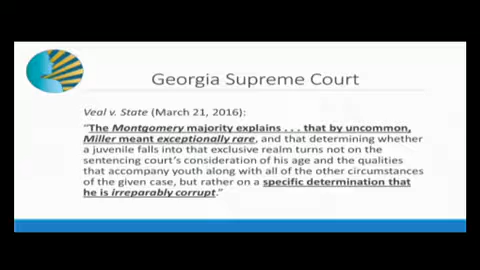 Georgia Supreme Court
Veal v. State (March 21, 2016):
"The Montgomery majority explains . . . that by uncommon,
Miller meant exceptionally rare, and that determining whether
a juvenile falls into that exclusive realm turns not on the
sentencing court's consideration of his age and the qualities
that accompany youth along with all of the other circumstances
of the given case, but rather on a specific determination that
he is irreparably corrupt."